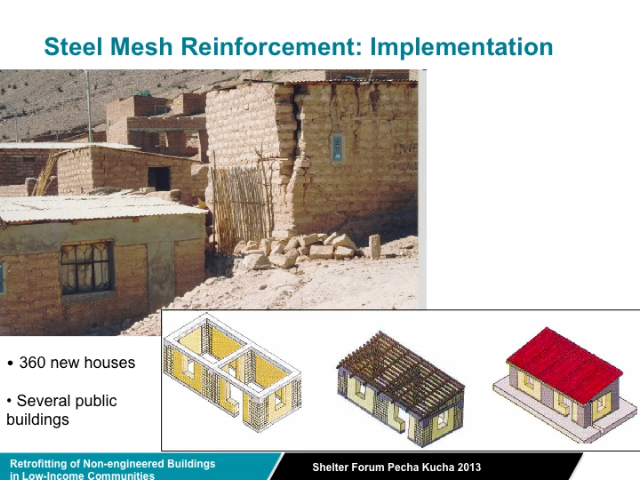 Steel Mesh Reinforcement: Implementation
• 360 new houses
• Several public
buildings
Retrofitting of Non-engineered Buildings
in Low-Income Communities
Shelter Forum Pecha Kucha 2013